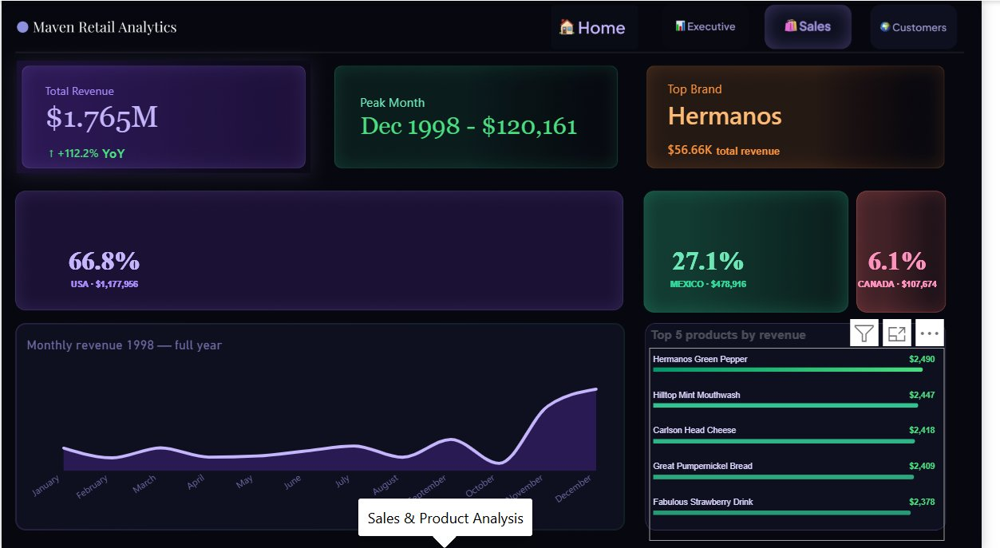 Maven Retail Analytics
Home
Executive
Sales
Customers
Total Revenue
$1.765M
↑ +112.2% YoY
Peak Month
Dec 1998 - $120,161
Top Brand
Hermanos
$56.66K total revenue
66.8%
USA - $1,177,956
27.1%
MEXICO - $478,916
6.1%
CANADA - $107,674
Monthly revenue 1998 — full year
January
February
March
April
May
June
July
August
eptember
October
ovember
December
Top 5 products by revenue
Hermanos Green Pepper $2,490
Hilltop Mint Mouthwash $2,447
Carlson Head Cheese $2,418
Great Pumpernickel Bread $2,409
Fabulous Strawberry Drink $2,378
Sales & Product Analysis